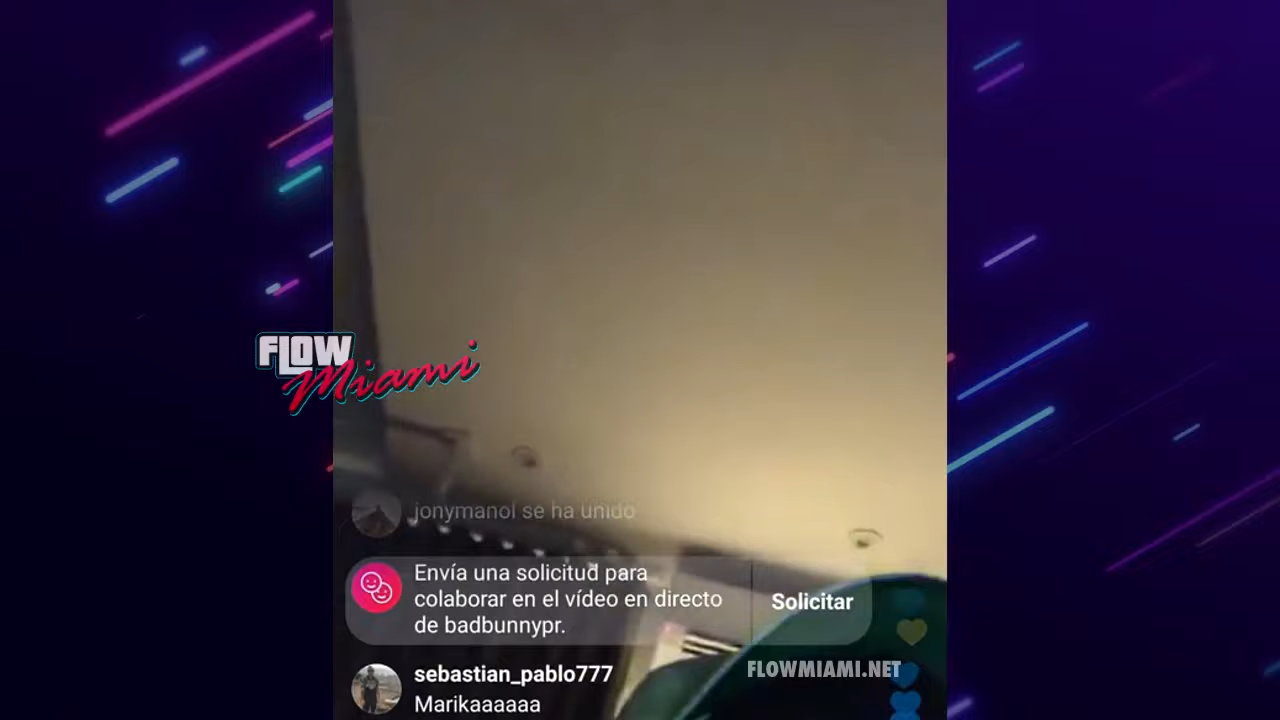 FLOW
Miami
jonymanol se ha unido
Envía una solicitud para
colaborar en el vídeo en directo
de badbunnypr.
Solicitar
sebastian_pablo777
Marikaaaaaa
FLOWMIAMI.NET